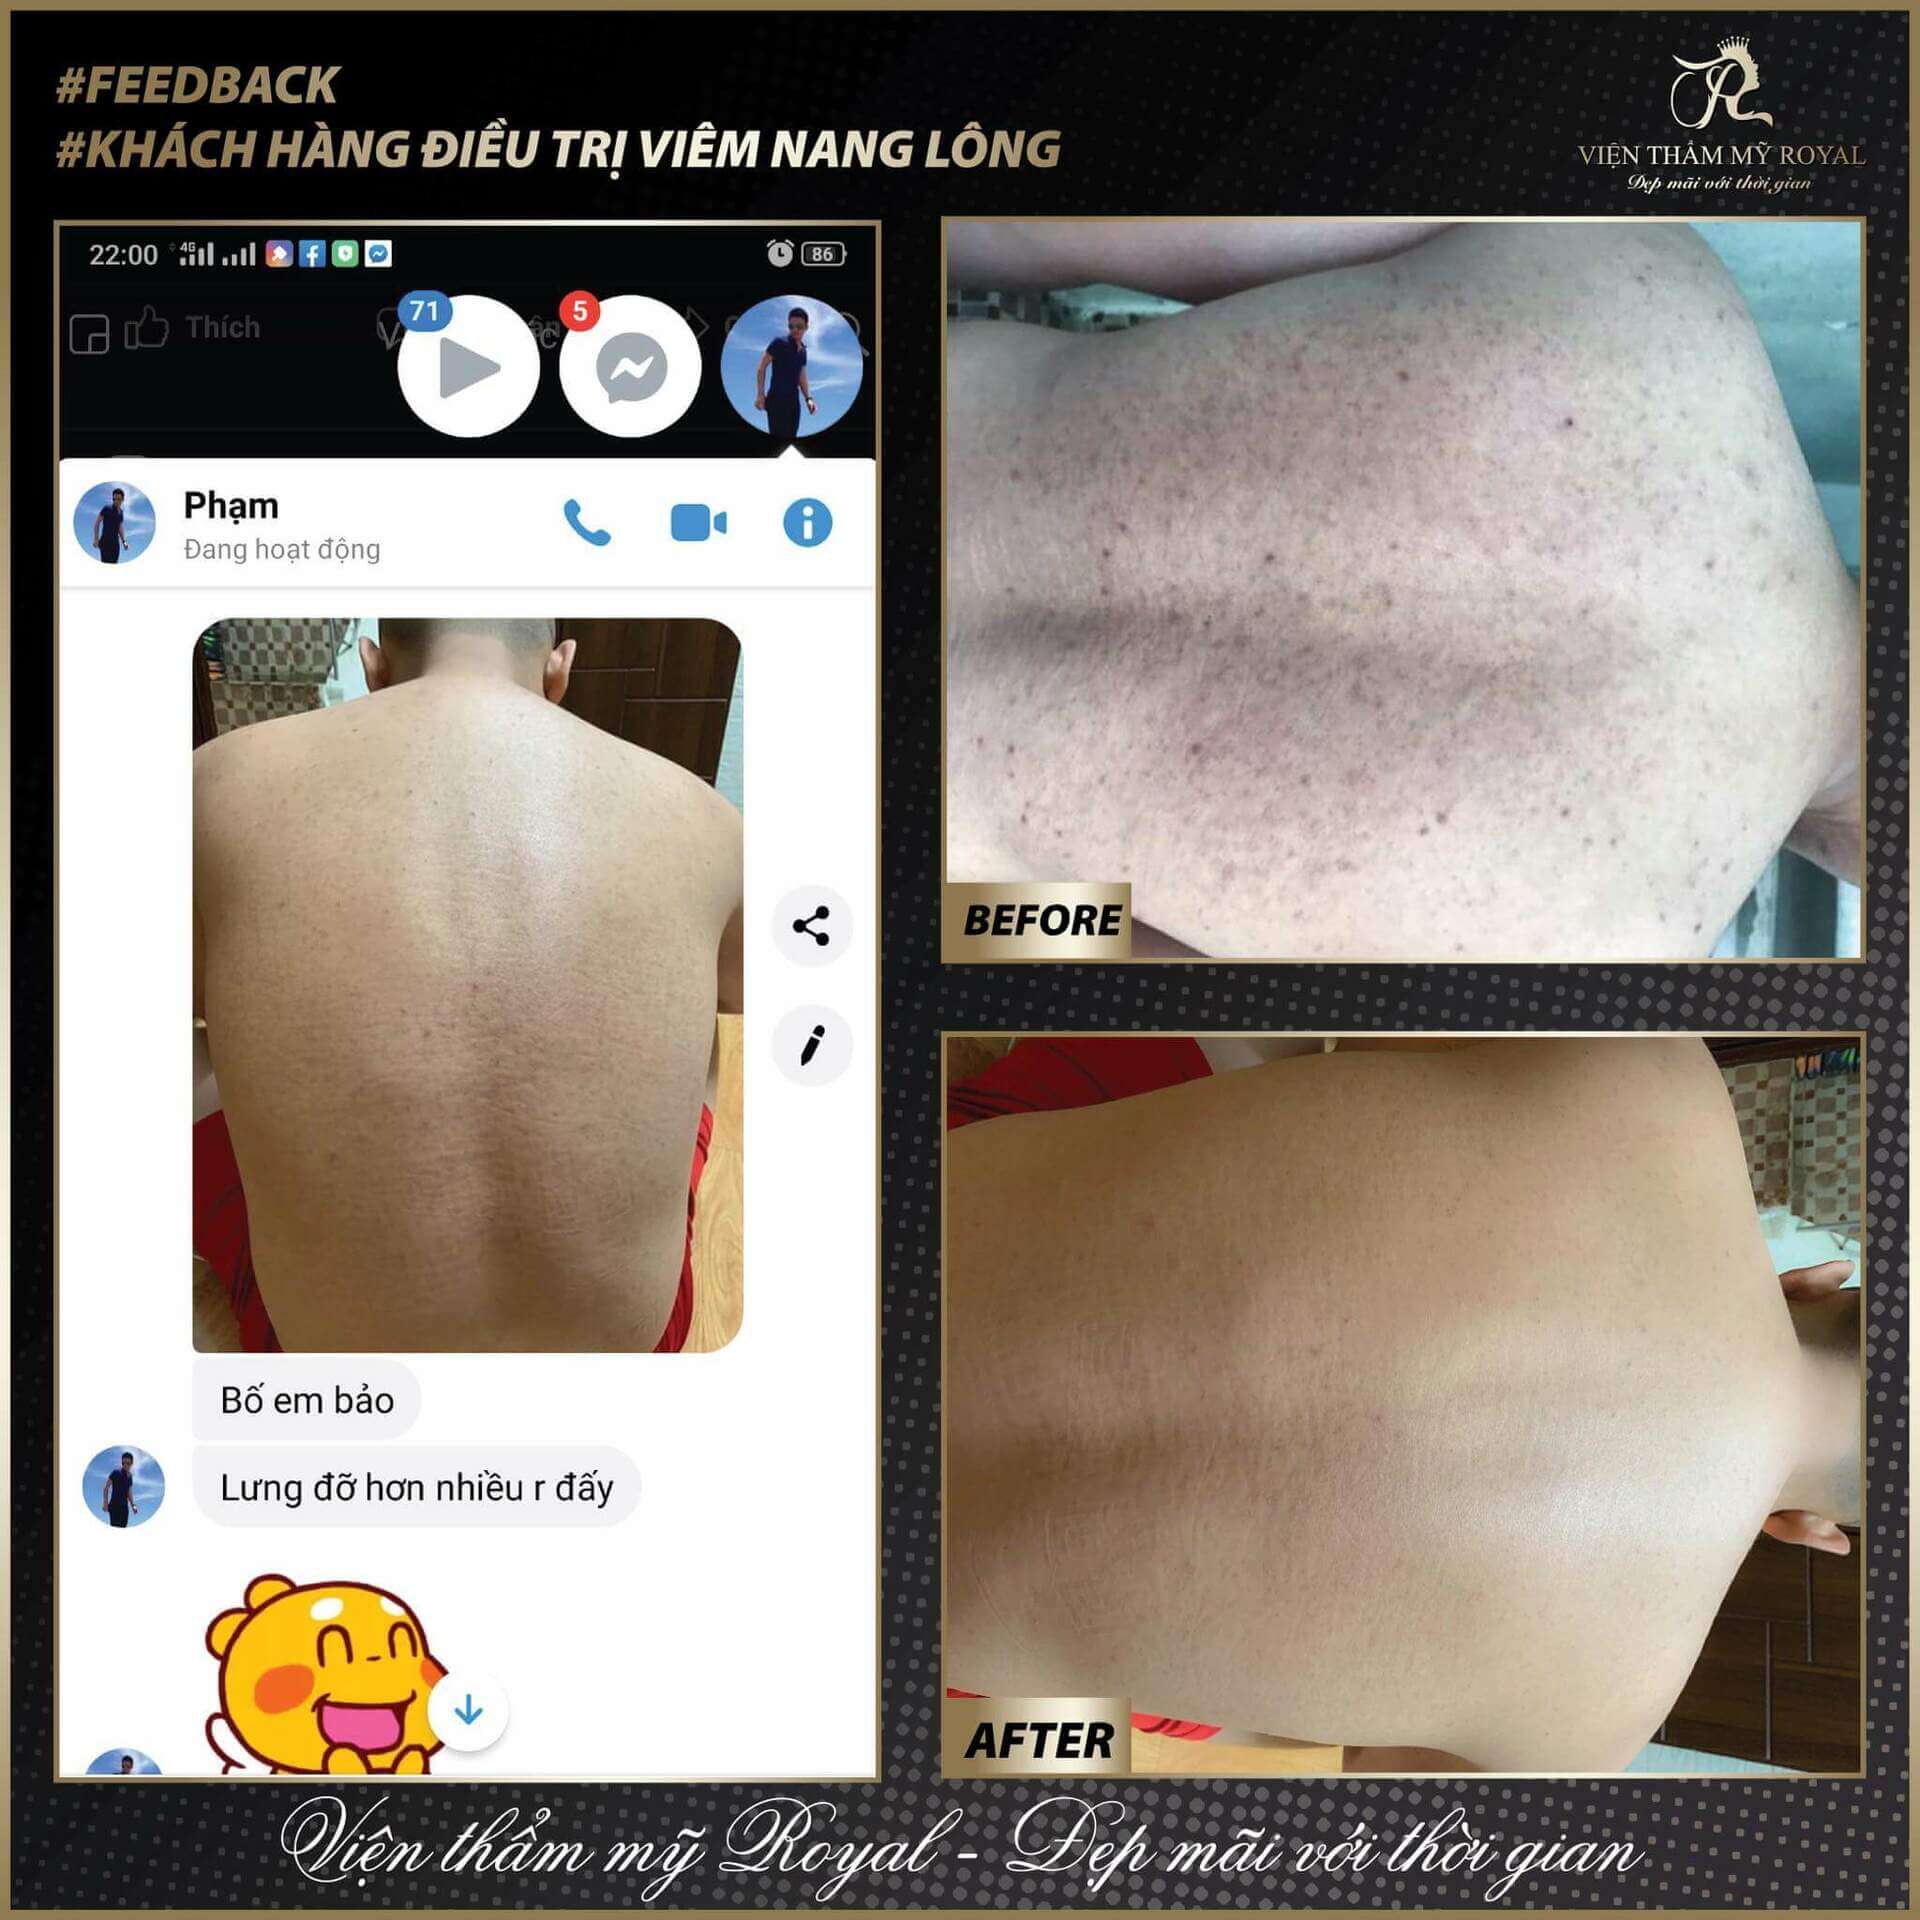 #FEEDBACK
#KHÁCH HÀNG ĐIỀU TRỊ VIÊM NANG LÔNG
VIỆN THẨM MỸ ROYAL
Đẹp mãi với thời gian
22:00 4G 86
Thích
71
5
Phạm
Đang hoạt động
Bố em bảo
Lưng đỡ hơn nhiều r đấy
BEFORE
AFTER
Viện thẩm mỹ Royal - Đẹp mãi với thời gian